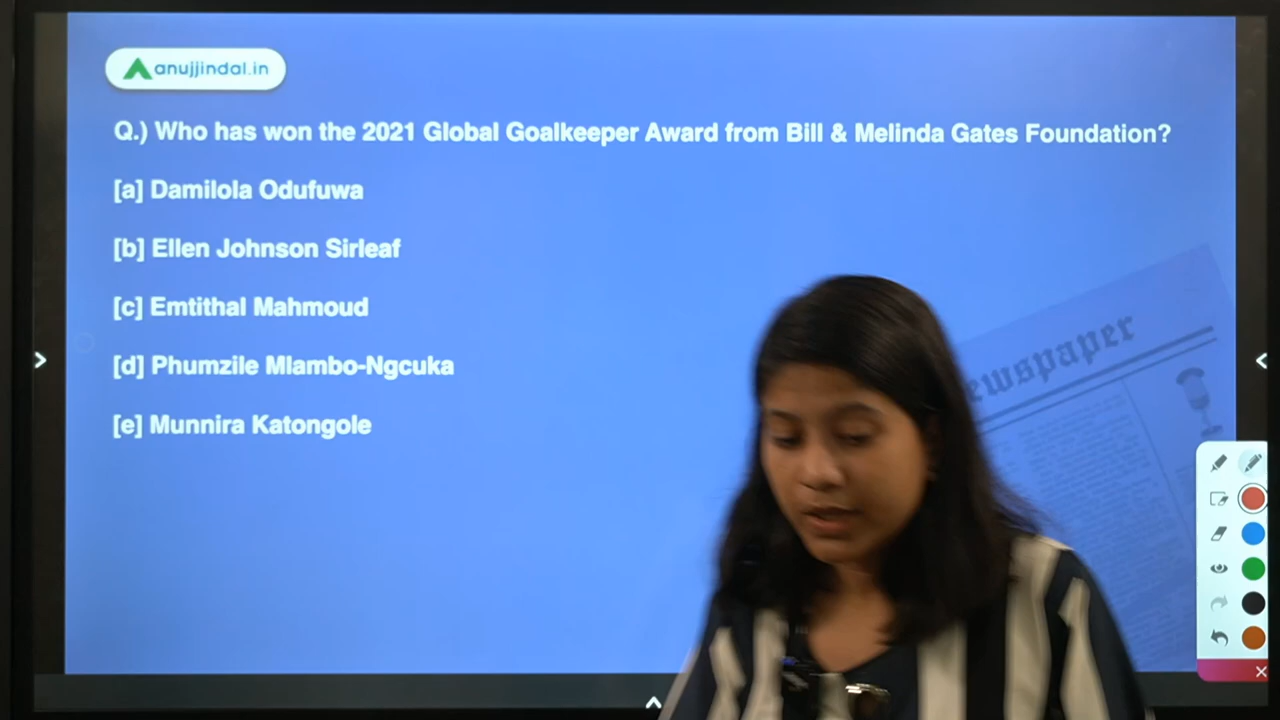 anujjindal.in
Q.) Who has won the 2021 Global Goalkeeper Award from Bill & Melinda Gates Foundation?
[a] Damilola Odufuwa
[b] Ellen Johnson Sirleaf
[c] Emtithal Mahmoud
[d] Phumzile Mlambo-Ngcuka
[e] Munnira Katongole
ewspaper